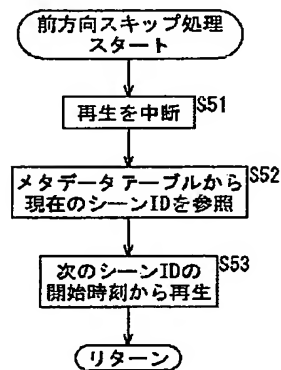 前方向スキップ処理
スタート
再生を中断
S51
メタデータテーブルから
現在のシーンIDを参照
S52
次のシーンIDの
開始時刻から再生
S53
リターン